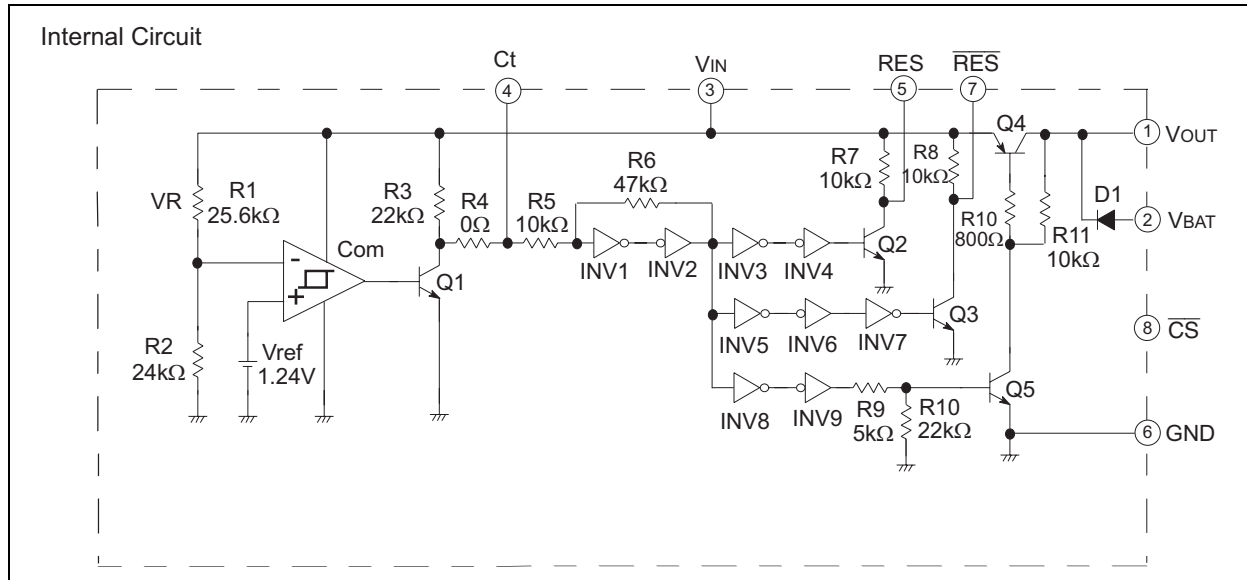 Internal Circuit
Ct
4
VIN
3
RES
5
RES
7
Q4
1 VOUT
VR
R1
25.6kΩ
R3
22kΩ
R4
0Ω
R5
10kΩ
R6
47kΩ
R7
10kΩ
R8
10kΩ
R10
800Ω
R11
10kΩ
D1
2 VBAT
Com
-
+
Q1
INV1
INV2
INV3
INV4
Q2
INV5
INV6
INV7
Q3
8 CS
R2
24kΩ
Vref
1.24V
INV8
INV9
R9
5kΩ
R10
22kΩ
Q5
6 GND